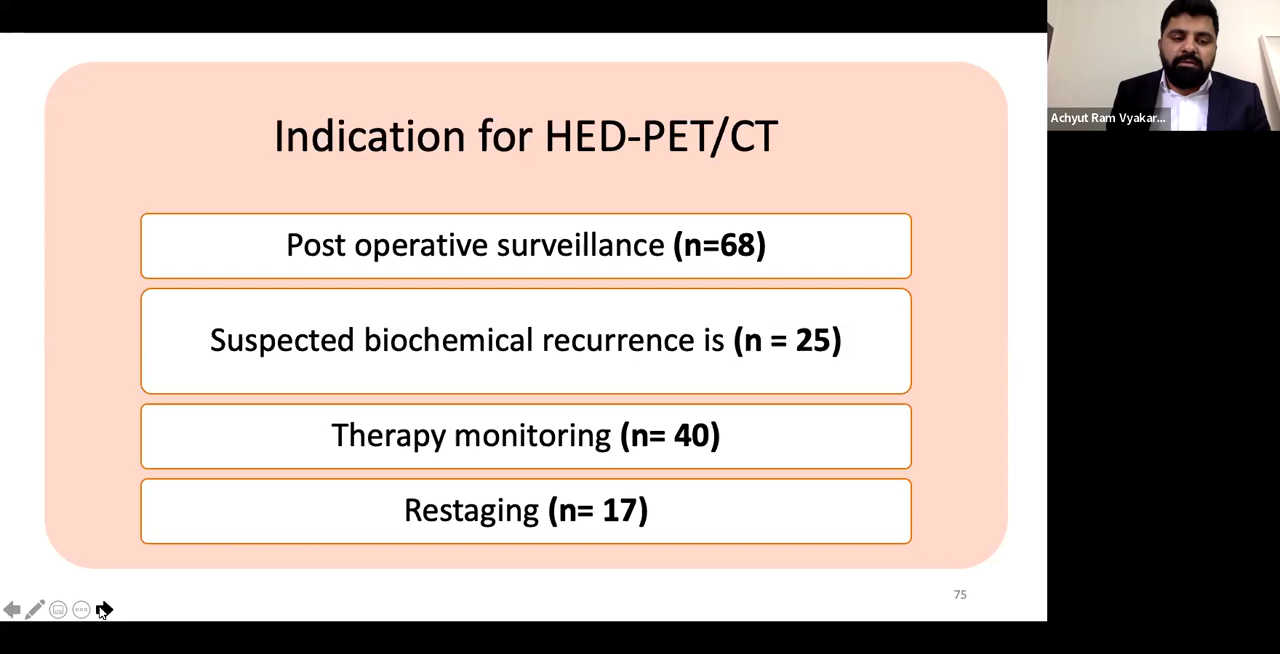 Indication for HED-PET/CT
Post operative surveillance (n=68)
Suspected biochemical recurrence is (n = 25)
Therapy monitoring (n= 40)
Restaging (n= 17)
75
Achyut Ram Vyakar...